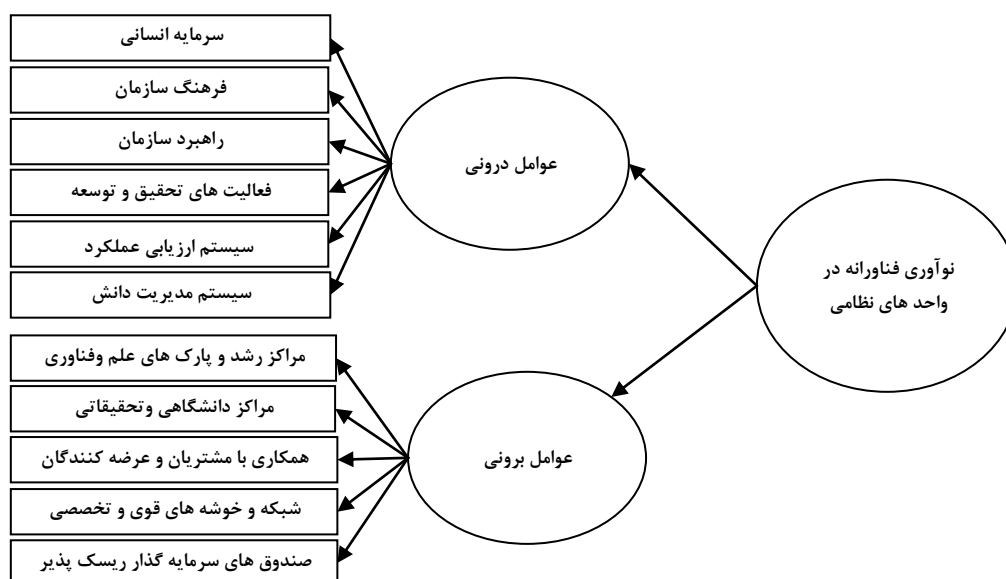 نوآوری فناورانه در
واحد های نظامی
عوامل درونی
سرمایه انسانی
فرهنگ سازمان
راهبرد سازمان
فعالیت های تحقیق و توسعه
سیستم ارزیابی عملکرد
سیستم مدیریت دانش
عوامل برونی
مراکز رشد و پارک های علم وفناوری
مراکز دانشگاهی وتحقیقاتی
همکاری با مشتریان و عرضه کنندگان
شبکه و خوشه های قوی و تخصصی
صندوق های سرمایه گذار ریسک پذیر